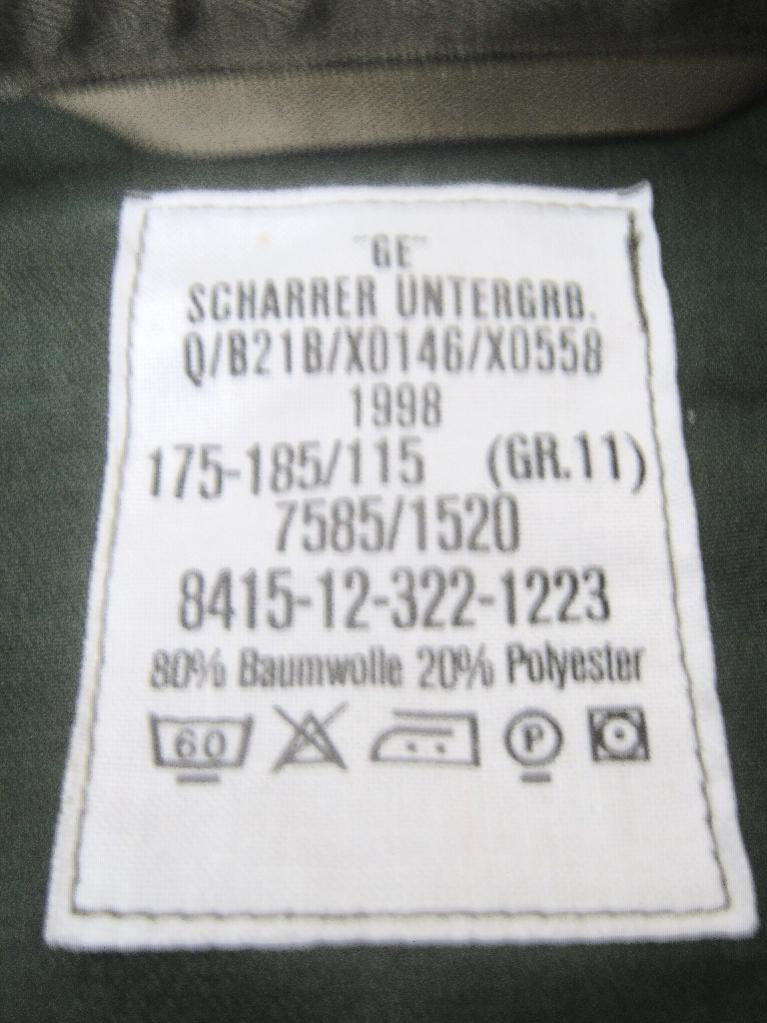 "GE"
SCHARRER UNTERGRB.
Q/B21B/X0146/X0558
1998
175-185/115 (GR.11)
7585/1520
8415-12-322-1223
80% Baumwolle 20% Polyester
60 P